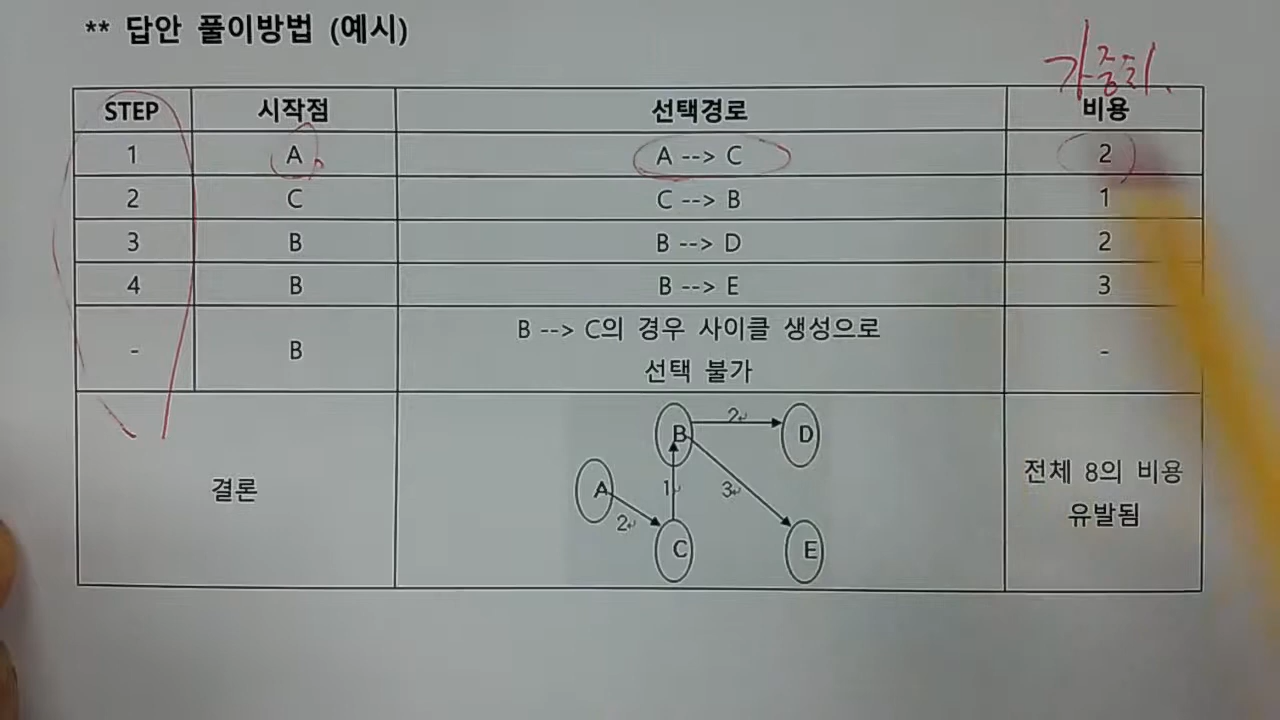 ** 답안 풀이방법 (예시)
가중치.
STEP 시작점 선택경로 비용
1 A A --> C 2
2 C C --> B 1
3 B B --> D 2
4 B B --> E 3
- B B --> C의 경우 사이클 생성으로 선택 불가 -
결론
B 2 D
A 1 3
2 C E
전체 8의 비용
유발됨